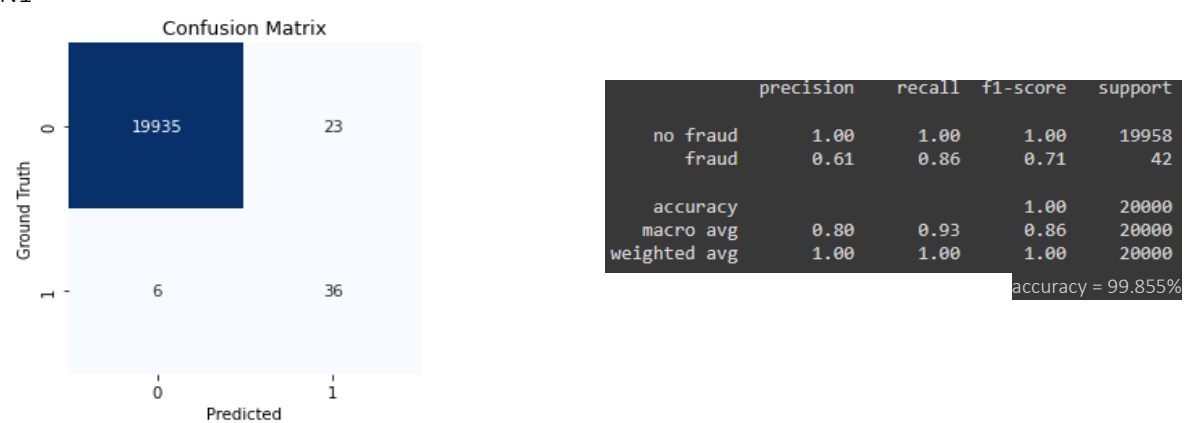 Confusion Matrix
0
19935 23
Ground Truth
1
6 36
0 1
Predicted
precision recall f1-score support
no fraud 1.00 1.00 1.00 19958
fraud 0.61 0.86 0.71 42
accuracy 1.00 20000
macro avg 0.80 0.93 0.86 20000
weighted avg 1.00 1.00 1.00 20000
accuracy = 99.855%